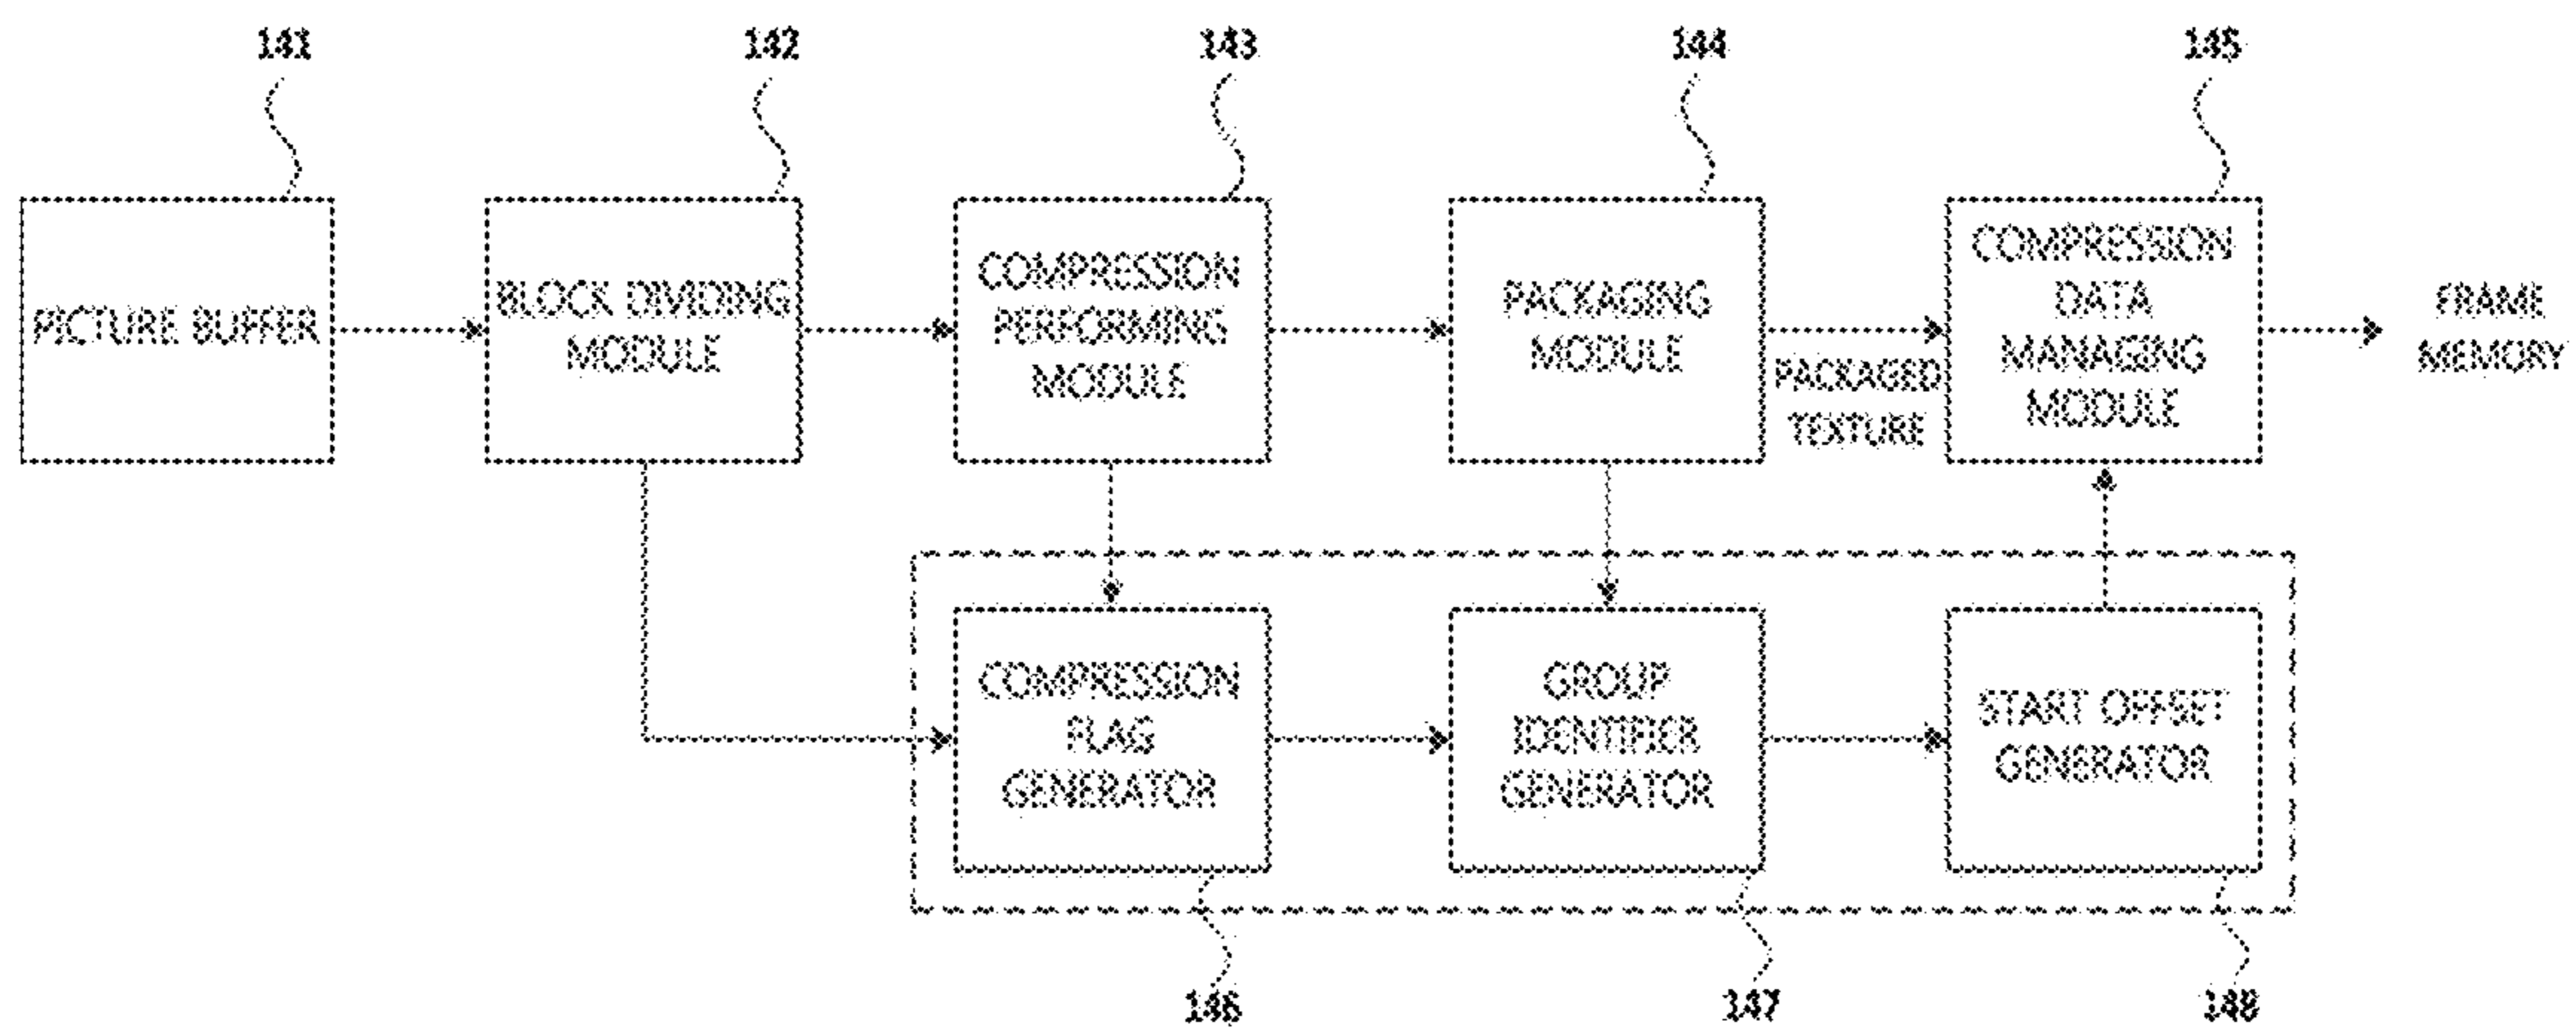 141
142
143
144
145
PICTURE BUFFER
BLOCK DIVIDING
MODULE
COMPRESSION
PERFORMING
MODULE
PACKAGING
MODULE
PACKAGED
TEXTURE
COMPRESSION
DATA
MANAGING
MODULE
FRAME
MEMORY
COMPRESSION
FLAG
GENERATOR
GROUP
IDENTIFIER
GENERATOR
START OFFSET
GENERATOR
146
147
148